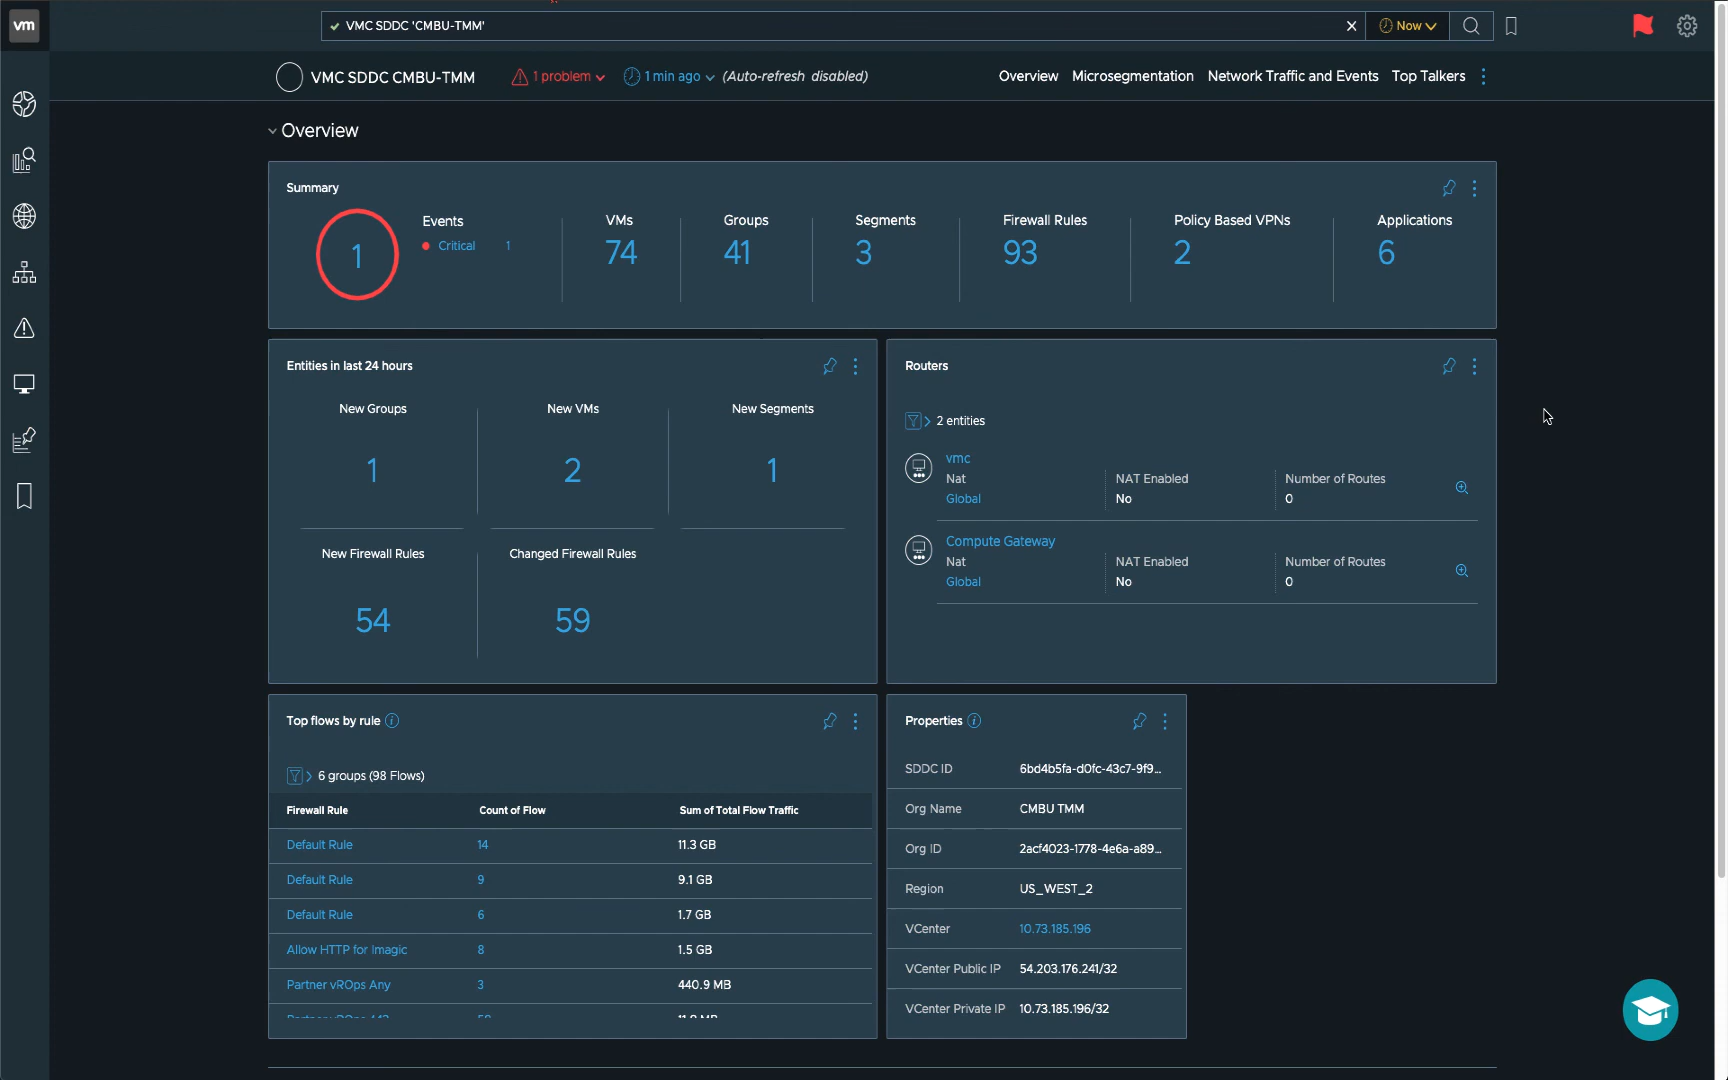 vm
VMC SDDC 'CMBU-TMM'
Now
VMC SDDC CMBU-TMM
1 problem
1 min ago
(Auto-refresh disabled)
Overview
Microsegmentation
Network Traffic and Events
Top Talkers
Overview
Summary
1
Events
Critical 1
VMs
74
Groups
41
Segments
3
Firewall Rules
93
Policy Based VPNs
2
Applications
6
Entities in last 24 hours
New Groups
1
New VMs
2
New Segments
1
New Firewall Rules
54
Changed Firewall Rules
59
Routers
2 entities
vmc
Nat
Global
NAT Enabled
No
Number of Routes
0
Compute Gateway
Nat
Global
NAT Enabled
No
Number of Routes
0
Top flows by rule
6 groups (98 Flows)
Firewall Rule Count of Flow Sum of Total Flow Traffic
Default Rule 14 11.3 GB
Default Rule 9 9.1 GB
Default Rule 6 1.7 GB
Allow HTTP for Imagic 8 1.5 GB
Partner vROps Any 3 440.9 MB
Properties
SDDC ID 6bd4b5fa-d0fc-43c7-9f9...
Org Name CMBU TMM
Org ID 2acf4023-1778-4e6a-a89...
Region US_WEST_2
VCenter 10.73.185.196
VCenter Public IP 54.203.176.241/32
VCenter Private IP 10.73.185.196/32